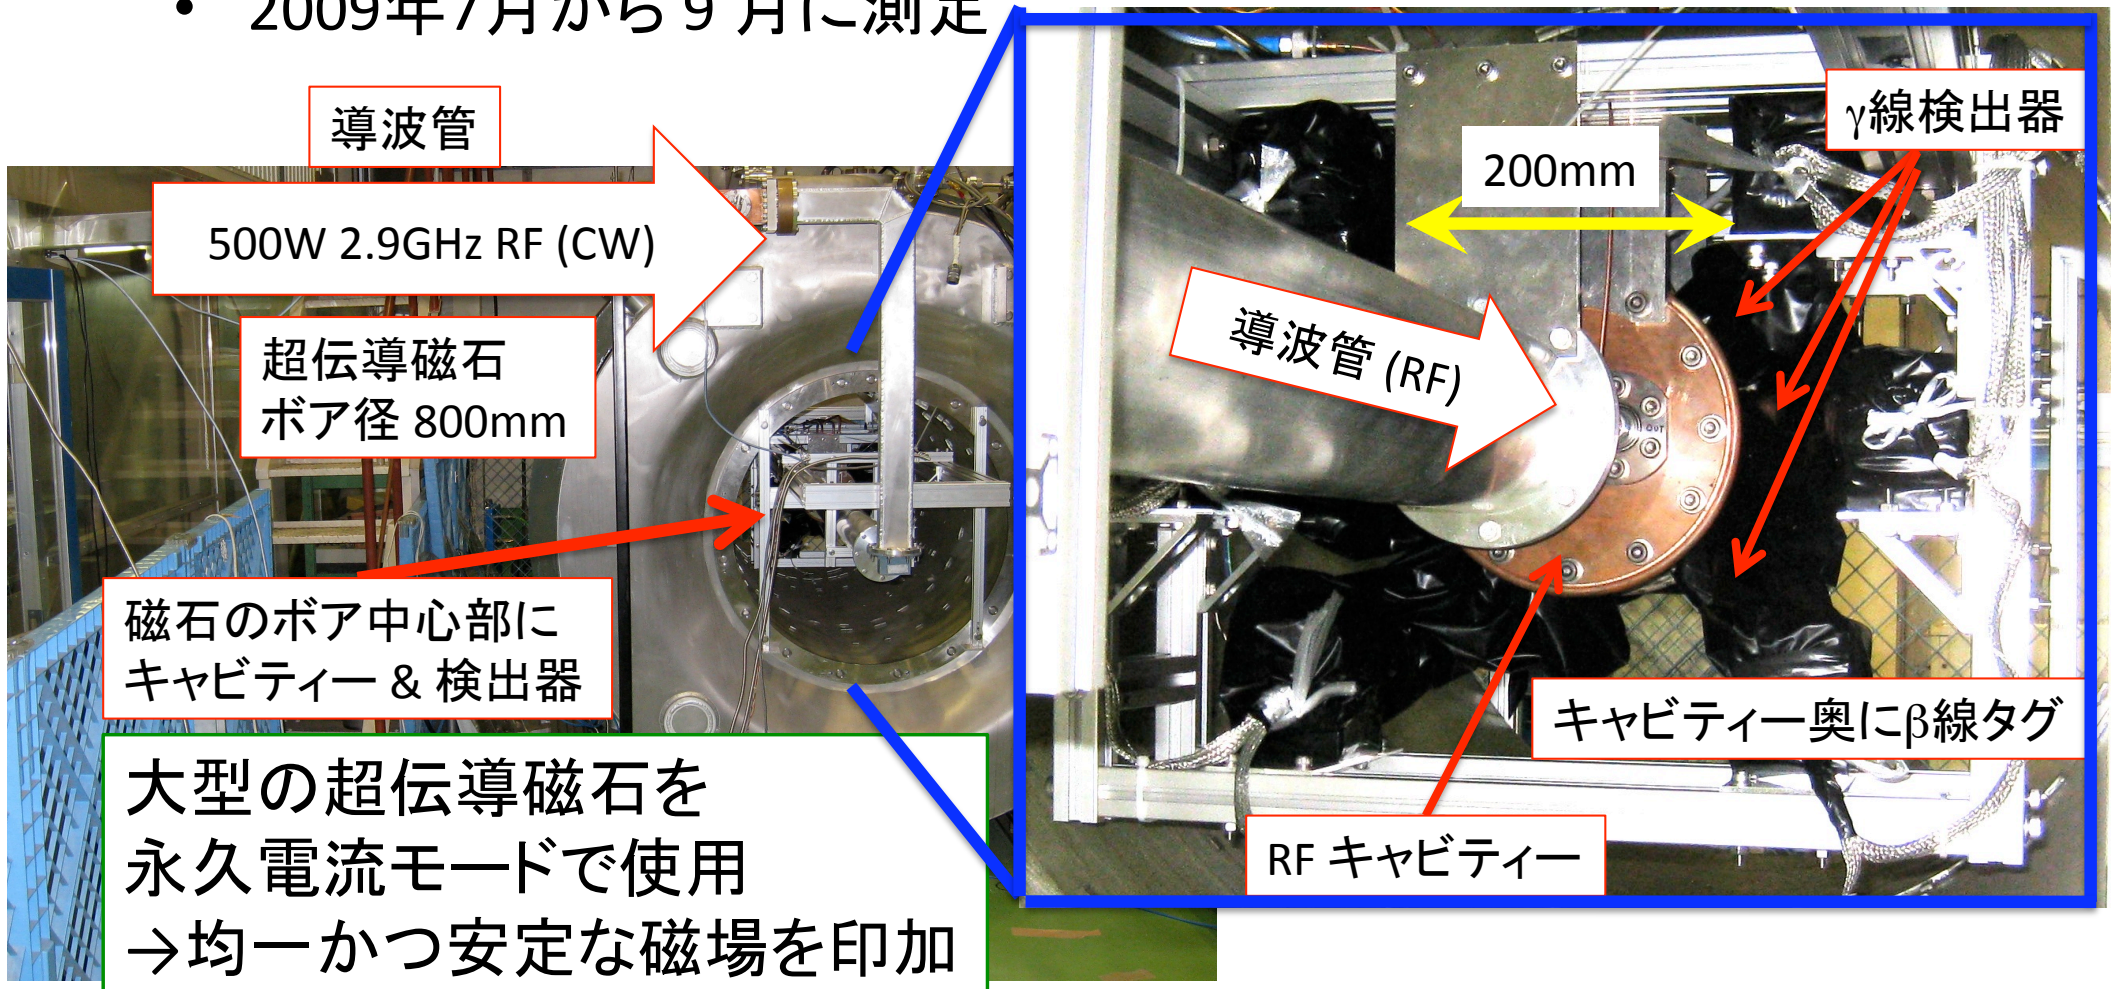 • 2009年7月から９月に測定
導波管
500W 2.9GHz RF (CW)
超伝導磁石
ボア径 800mm
磁石のボア中心部に
キャビティー & 検出器
大型の超伝導磁石を
永久電流モードで使用
→均一かつ安定な磁場を印加
γ線検出器
200mm
導波管 (RF)
OUT
キャビティー奥にβ線タグ
RF キャビティー